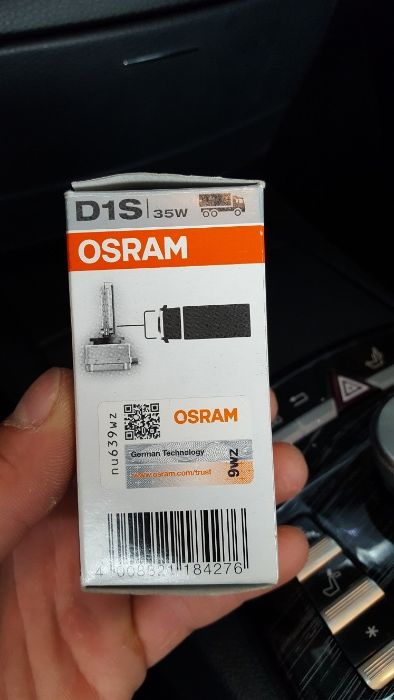 D1S 35W
OSRAM
nu639wz
OSRAM
German Technology
www.osram.com/trust
9wz
4 008321 184276